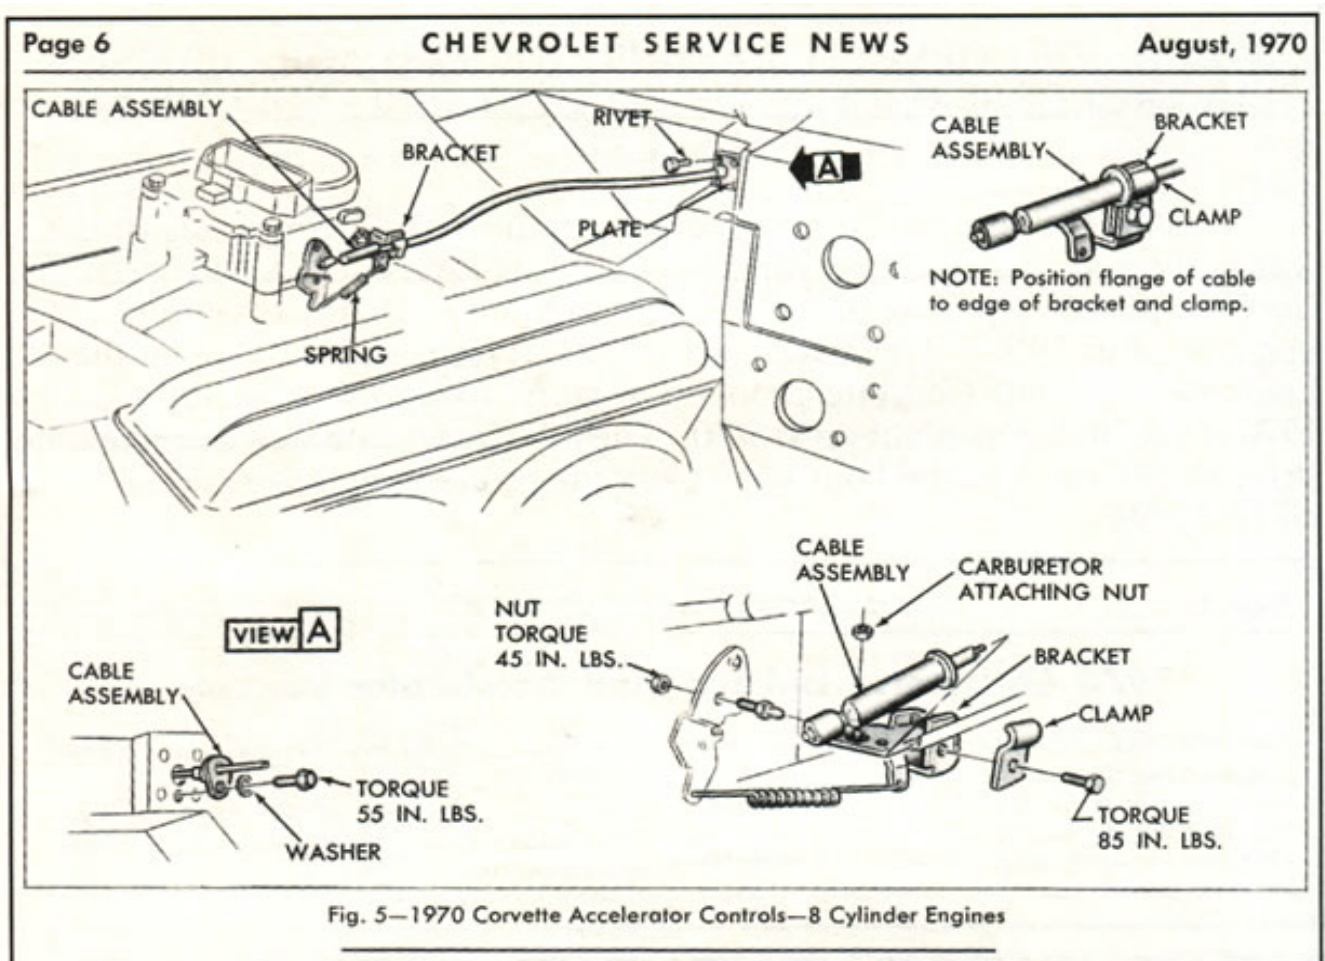 Page 6
CHEVROLET SERVICE NEWS
August, 1970
CABLE ASSEMBLY
BRACKET
RIVET
A
PLATE
SPRING
CABLE
ASSEMBLY
BRACKET
CLAMP
NOTE: Position flange of cable
to edge of bracket and clamp.
VIEW A
CABLE
ASSEMBLY
TORQUE
55 IN. LBS.
WASHER
NUT
TORQUE
45 IN. LBS.
CABLE
ASSEMBLY
CARBURETOR
ATTACHING NUT
BRACKET
CLAMP
TORQUE
85 IN. LBS.
Fig. 5—1970 Corvette Accelerator Controls—8 Cylinder Engines